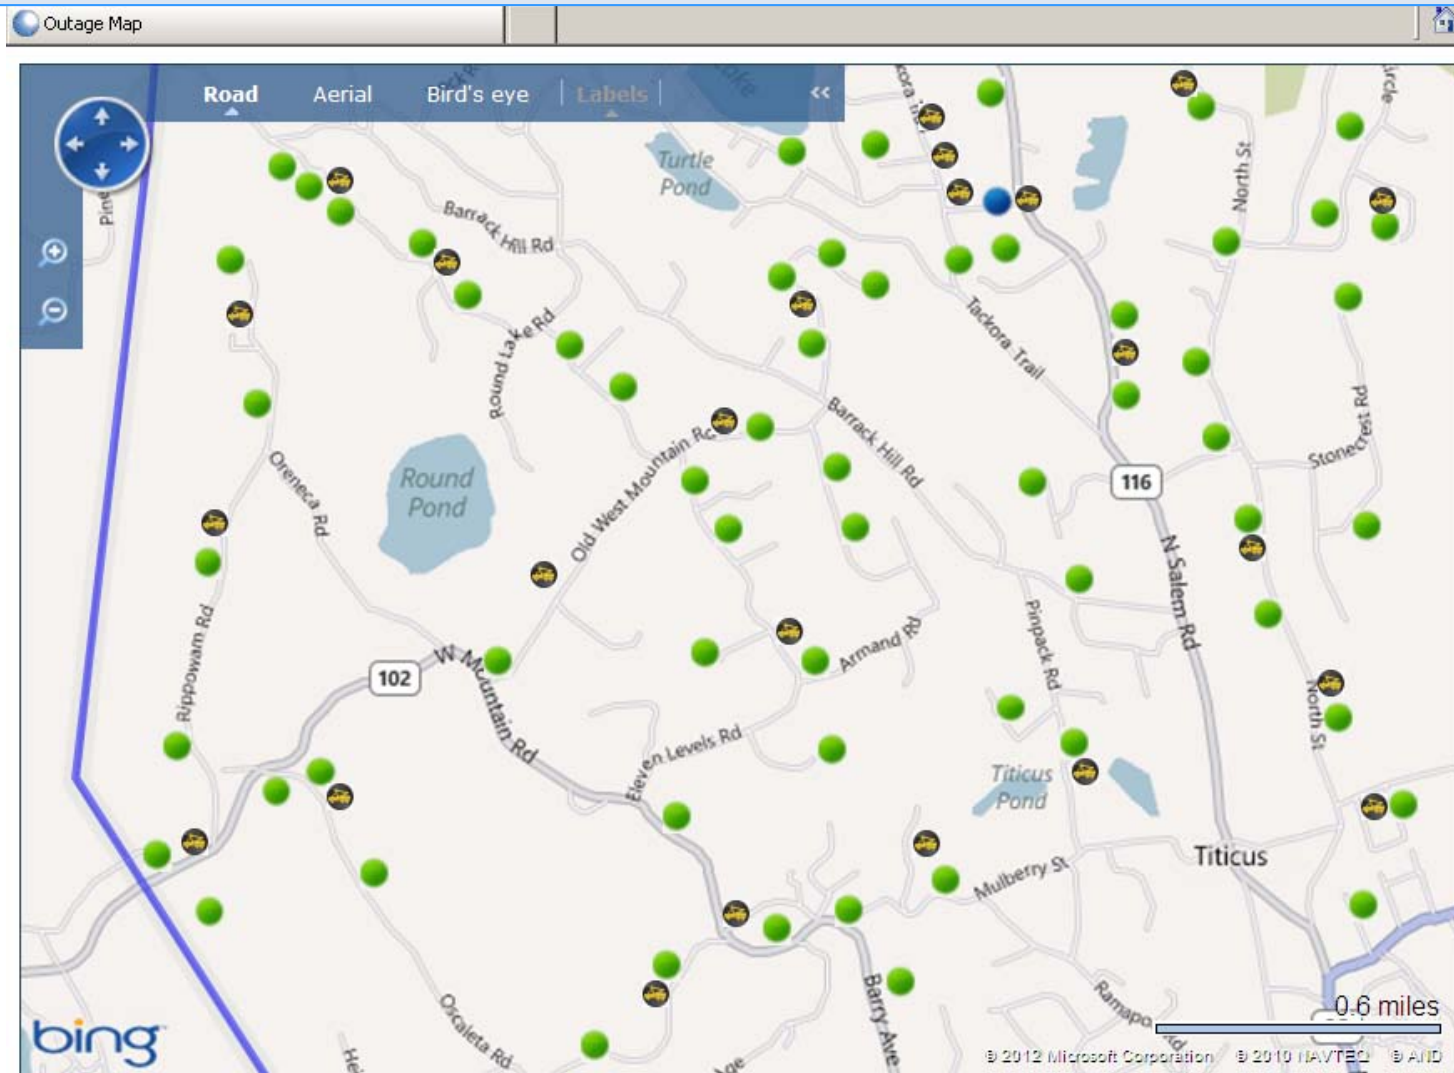 Outage Map
Road Aerial Bird's eye Labels <<
Turtle
Pond
North St
Barrack Hill Rd
Round Lake Rd
Tackora Trail
Barrack Hill Rd
Stonecrest Rd
Old West Mountain Rd
Round
Pond
Oreneca Rd
116
N Salem Rd
Pinpack Rd
Armand Rd
Rippowam Rd
102
W Mountain Rd
Eleven Levels Rd
North St
Titicus
Pond
Titicus
Mulberry St
Barry Ave
Oscaleta Rd
0.6 miles
bing
© 2012 Microsoft Corporation © 2010 NAVTEQ © AND